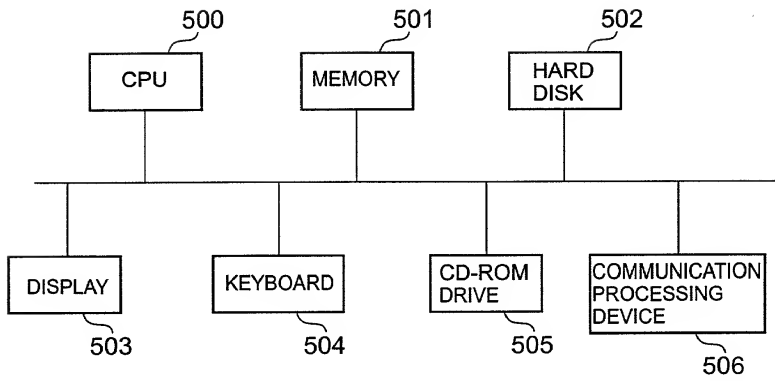 500
501
502
CPU
MEMORY
HARD
DISK
DISPLAY
KEYBOARD
CD-ROM
DRIVE
COMMUNICATION
PROCESSING
DEVICE
503
504
505
506